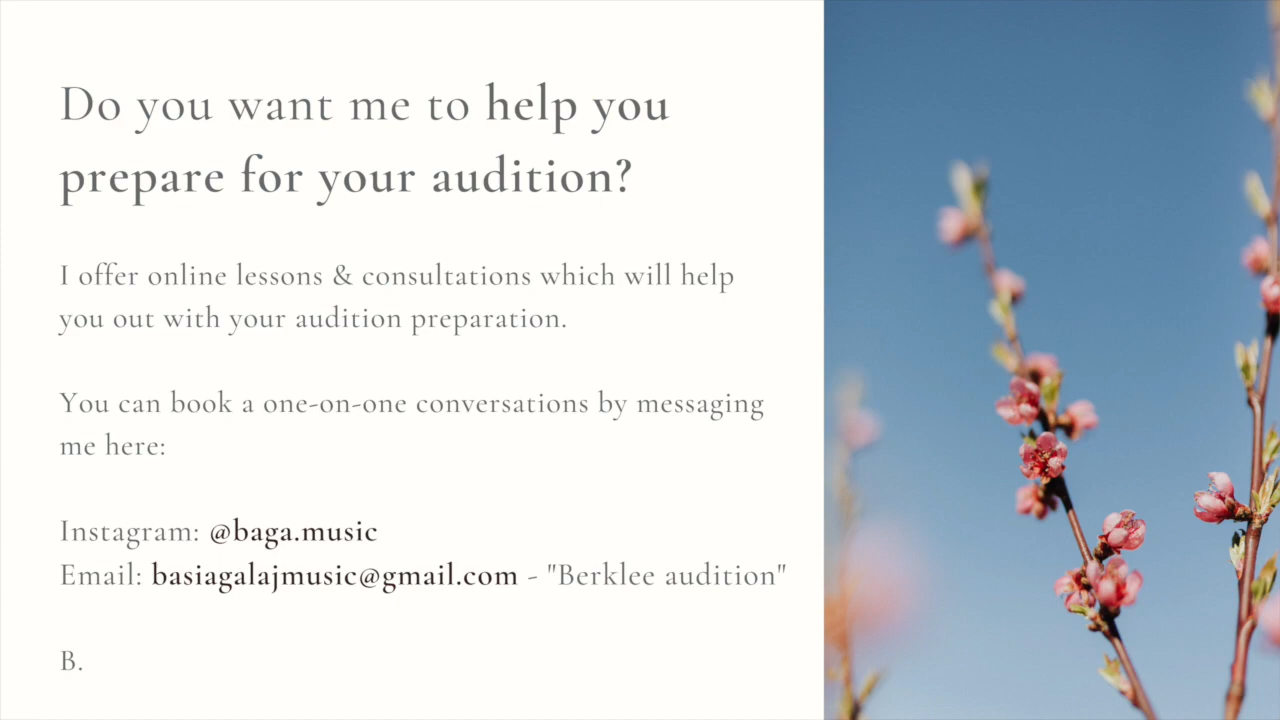 Do you want me to help you
prepare for your audition?
I offer online lessons & consultations which will help
you out with your audition preparation.
You can book a one-on-one conversations by messaging
me here:
Instagram: @baga.music
Email: basiagalajmusic@gmail.com - "Berklee audition"
B.